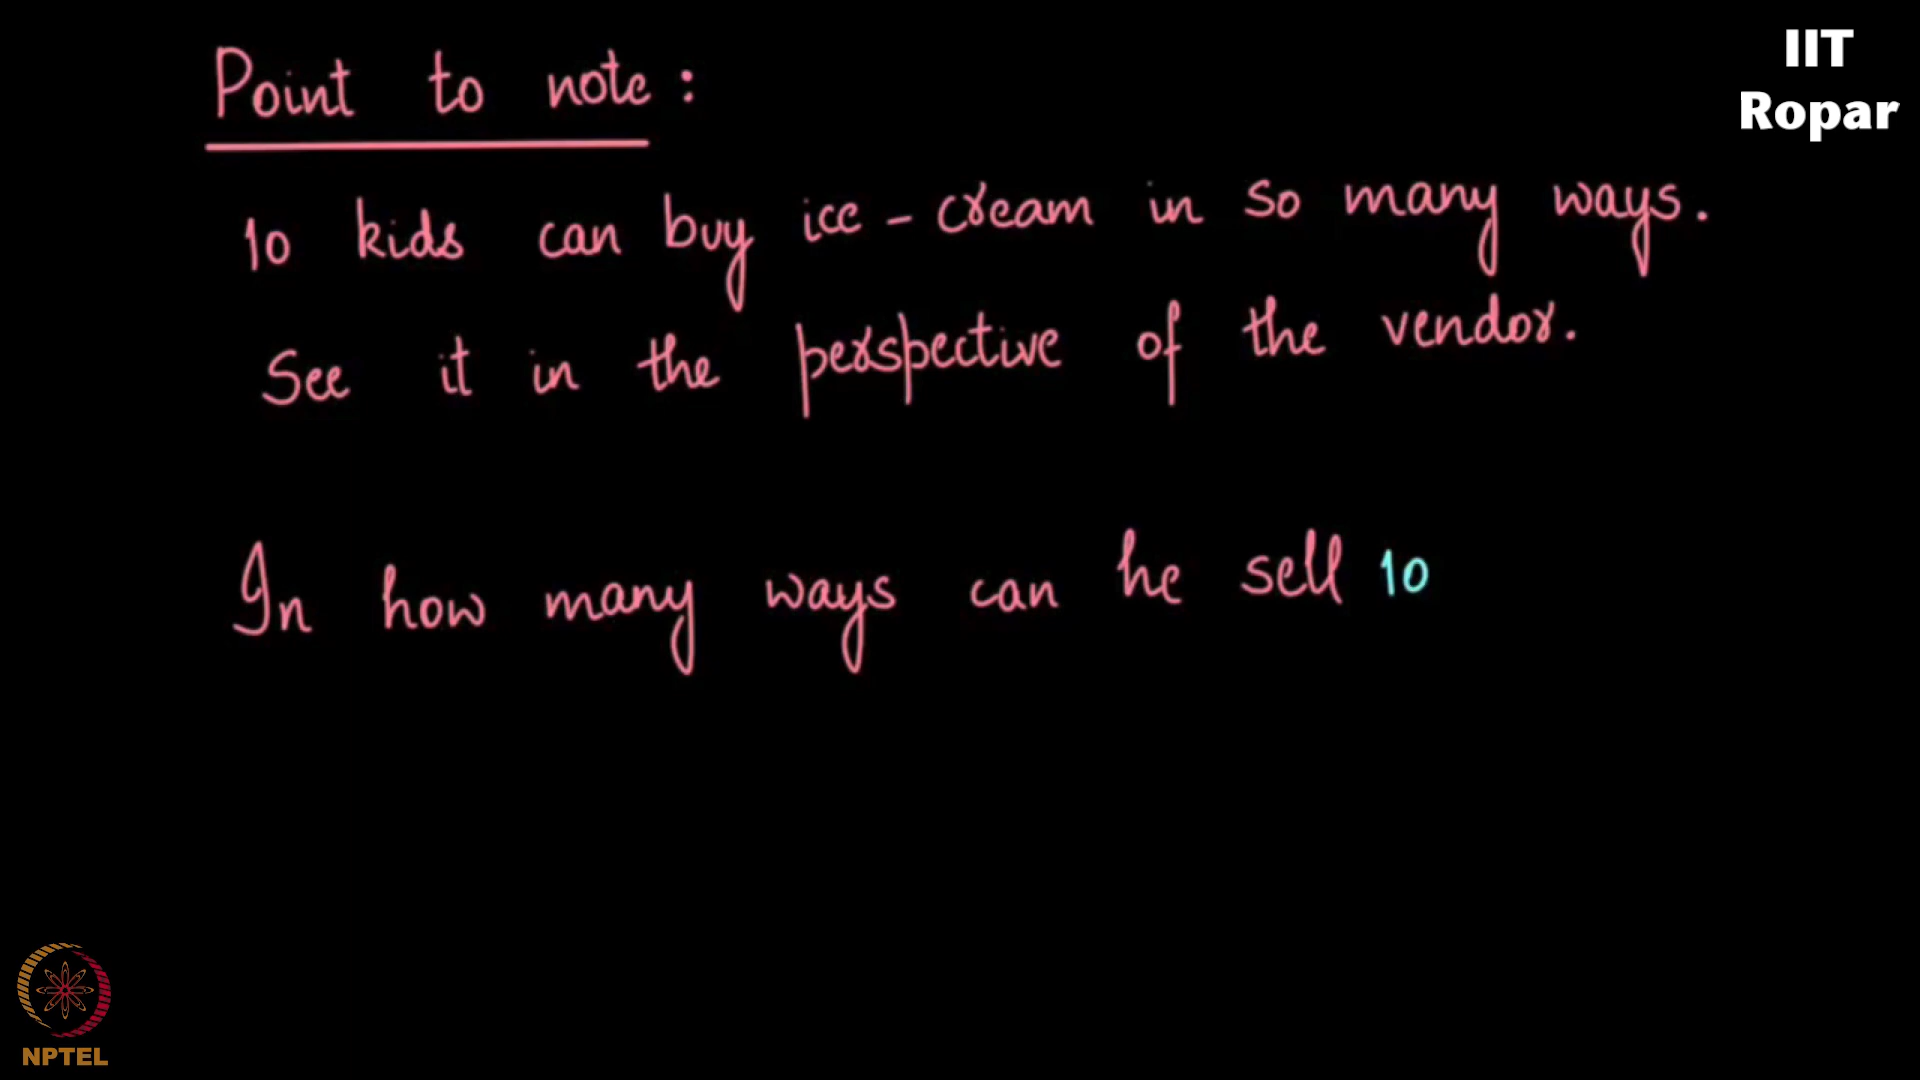 IIT
Ropar
Point to note :
10 kids can buy ice-cream in so many ways.
See it in the perspective of the vendor.
In how many ways can he sell 10
NPTEL